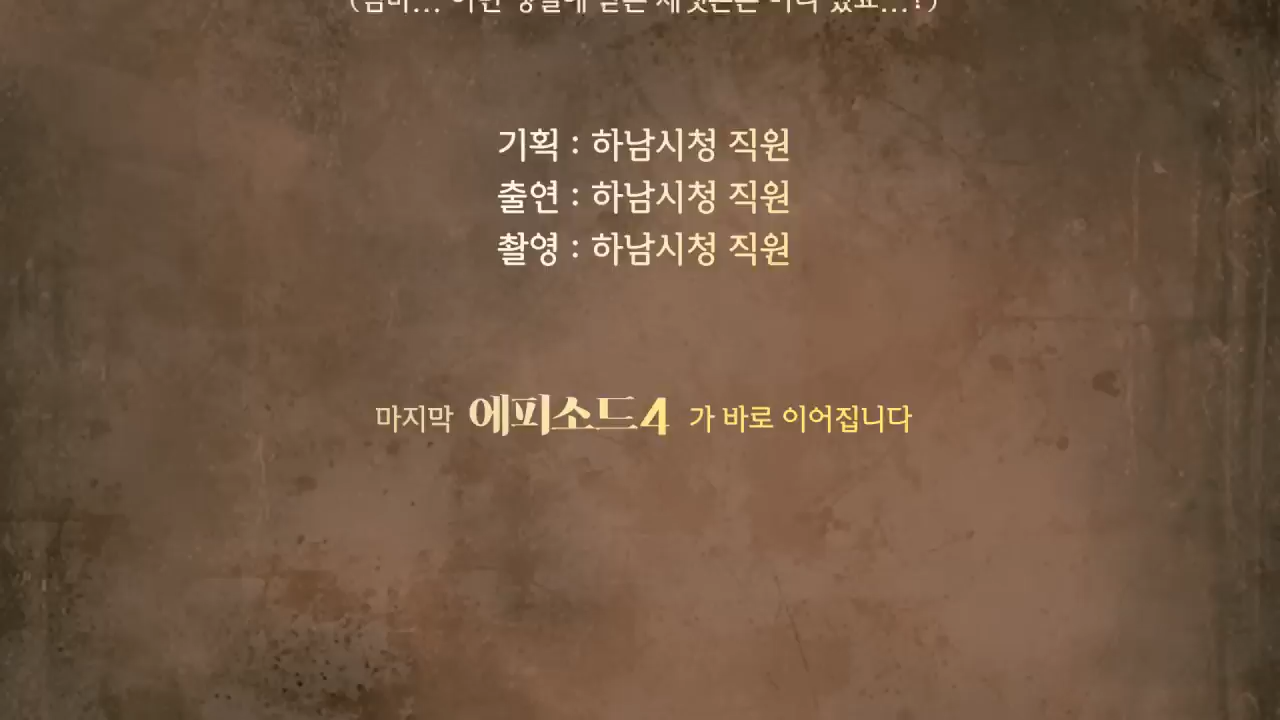 기획 : 하남시청 직원
출연 : 하남시청 직원
촬영 : 하남시청 직원
마지막 에피소드4 가 바로 이어집니다